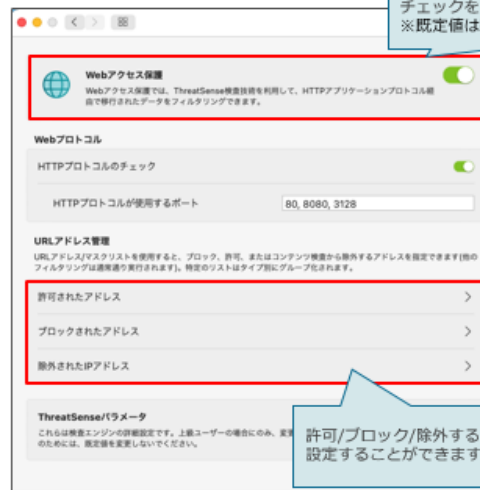 チェックを
※既定値は
Webアクセス保護
Webアクセス保護では、ThreatSense検査技術を利用して、HTTPアプリケーションプロトコル経
由で移行されたデータをフィルタリングできます。
Webプロトコル
HTTPプロトコルのチェック
HTTPプロトコルが使用するポート 80, 8080, 3128
URLアドレス管理
URLアドレス/マスクリストを使用すると、ブロック、許可、またはコンテンツ検査から除外するアドレスを指定できます(他の
フィルタリングは通常通り実行されます)。特定のリストはタイプ別にグループ化されます。
許可されたアドレス
ブロックされたアドレス
除外されたIPアドレス
ThreatSenseパラメータ
これらは検査エンジンの詳細設定です。上級ユーザーの場合にのみ、変更
のためには、既定値を変更しないでください。
許可/ブロック/除外する
設定することができます